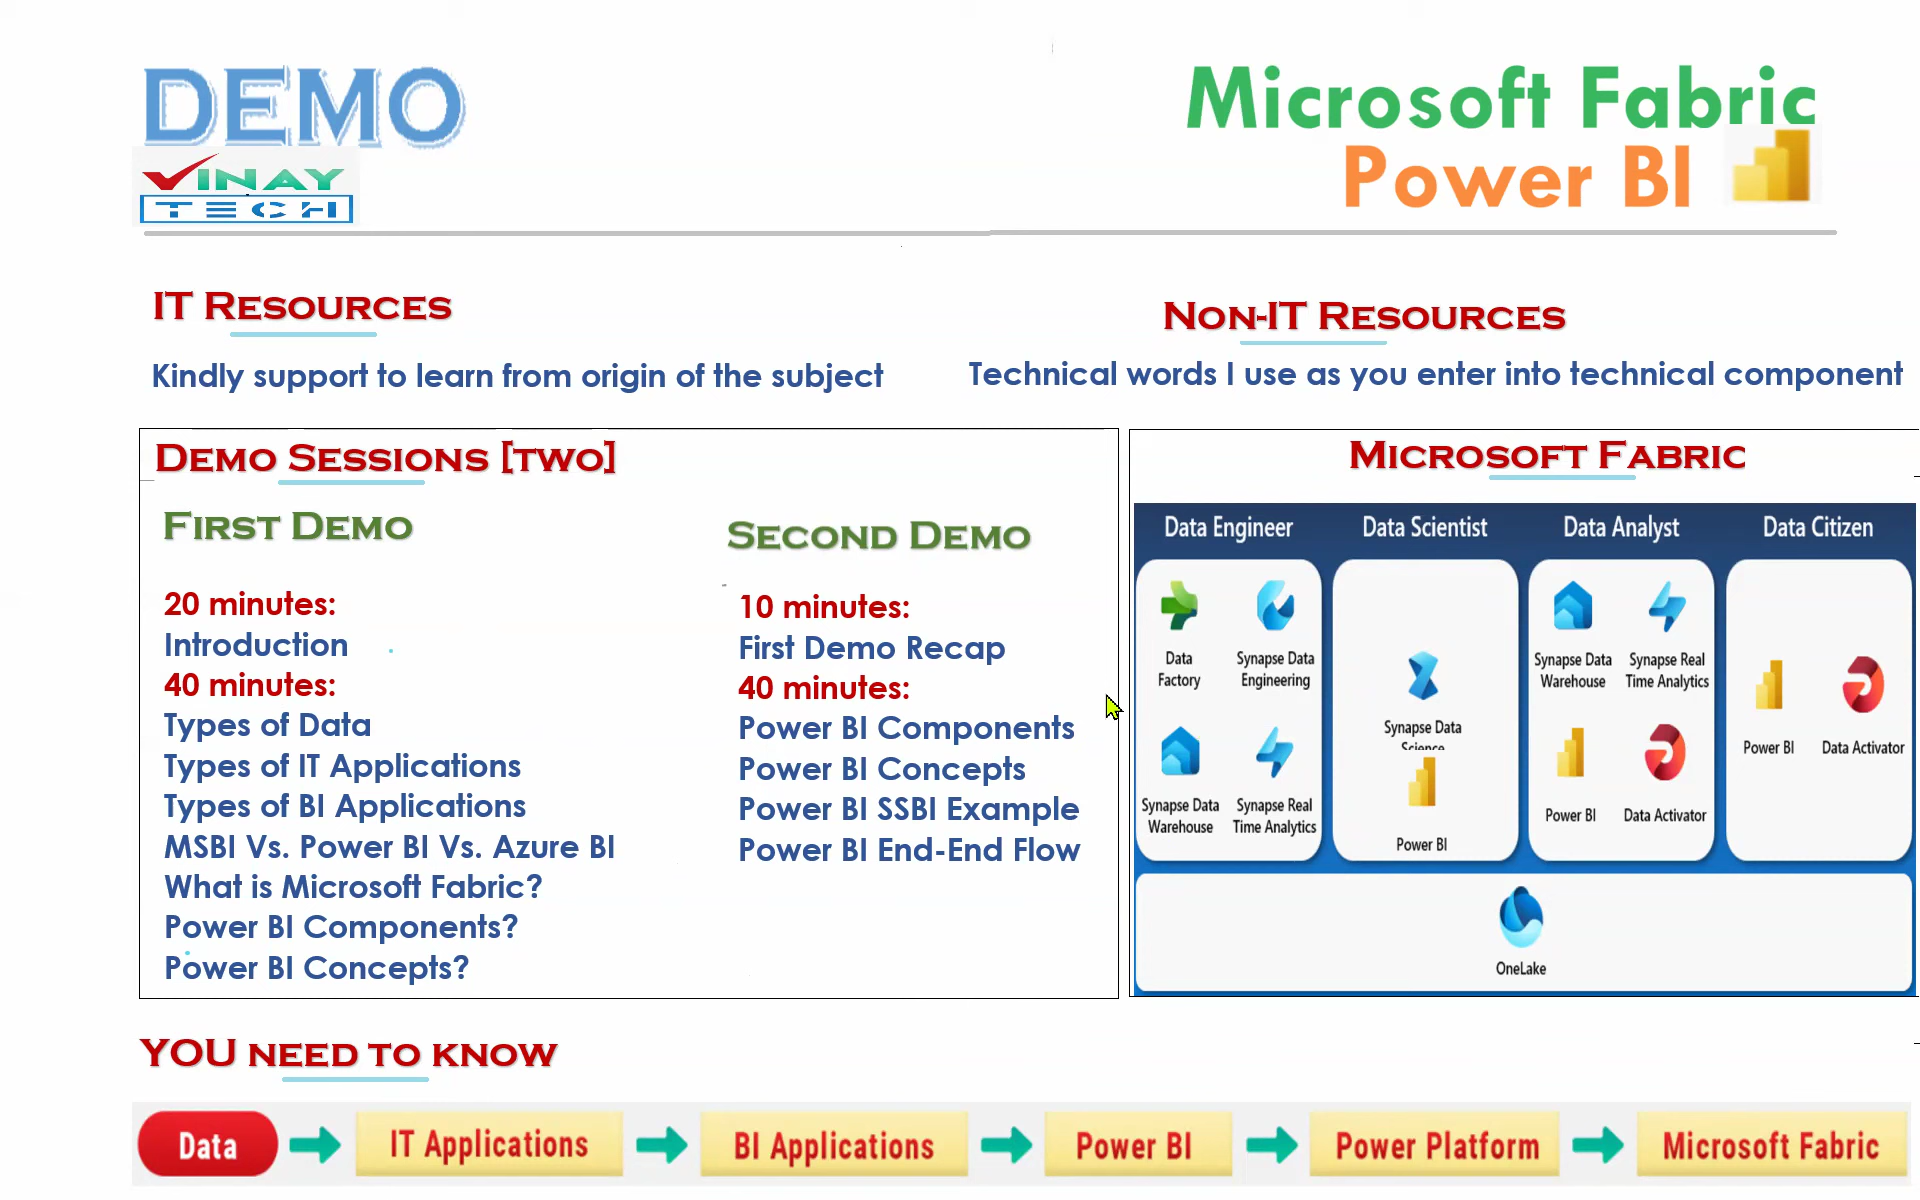 DEMO
VINAY
TECH
Microsoft Fabric
Power BI
IT Resources
Kindly support to learn from origin of the subject
Non-IT Resources
Technical words I use as you enter into technical component
Demo Sessions [two]
First Demo
20 minutes:
Introduction
40 minutes:
Types of Data
Types of IT Applications
Types of BI Applications
MSBI Vs. Power BI Vs. Azure BI
What is Microsoft Fabric?
Power BI Components?
Power BI Concepts?
Second Demo
10 minutes:
First Demo Recap
40 minutes:
Power BI Components
Power BI Concepts
Power BI SSBI Example
Power BI End-End Flow
Microsoft Fabric
Data Engineer
Data Factory
Synapse Data Engineering
Synapse Data Warehouse
Synapse Real Time Analytics
Data Scientist
Synapse Data
Science
Power BI
Data Analyst
Synapse Data Warehouse
Synapse Real Time Analytics
Power BI
Data Activator
Data Citizen
Power BI
Data Activator
OneLake
YOU need to know
Data
IT Applications
BI Applications
Power BI
Power Platform
Microsoft Fabric